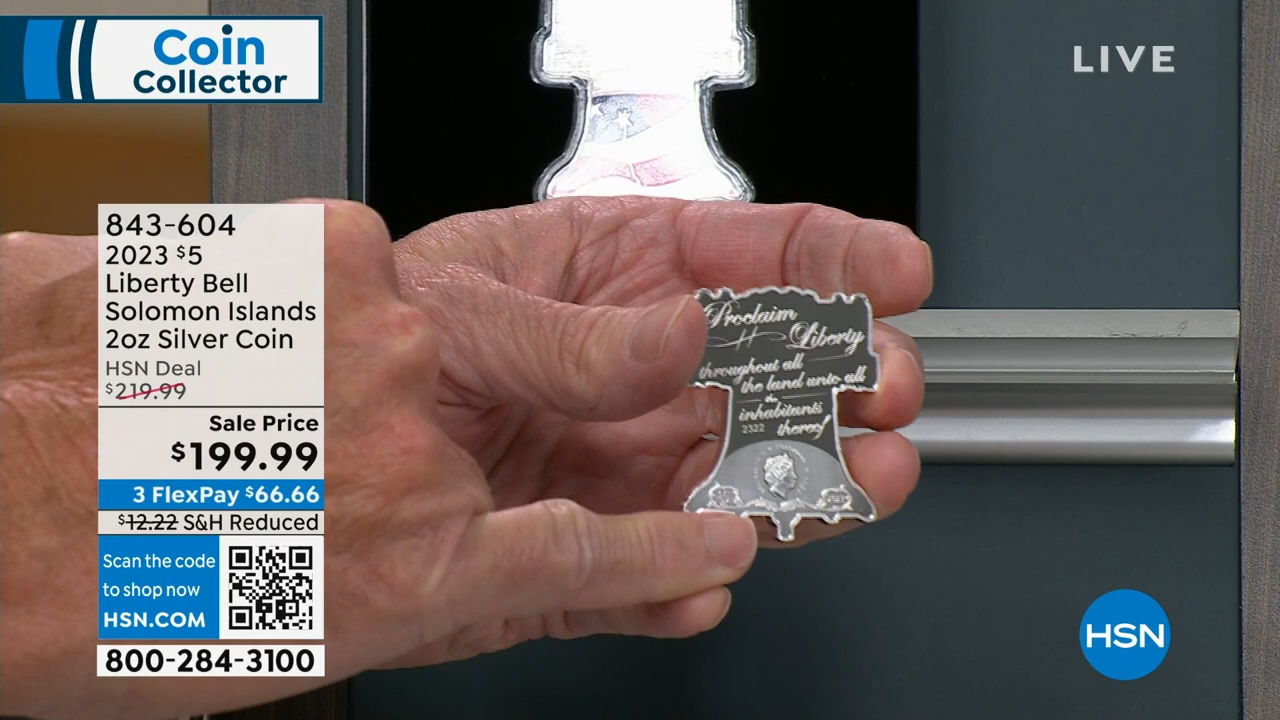 Coin
Collector
LIVE
843-604
2023 $5
Liberty Bell
Solomon Islands
2oz Silver Coin
HSN Deal
$219.99
Sale Price
$199.99
3 FlexPay $66.66
$12.22 S&H Reduced
Scan the code
to shop now
HSN.COM
800-284-3100
Proclaim
Liberty
throughout all
the land unto all
the
inhabitants
2322 thereof
HSN